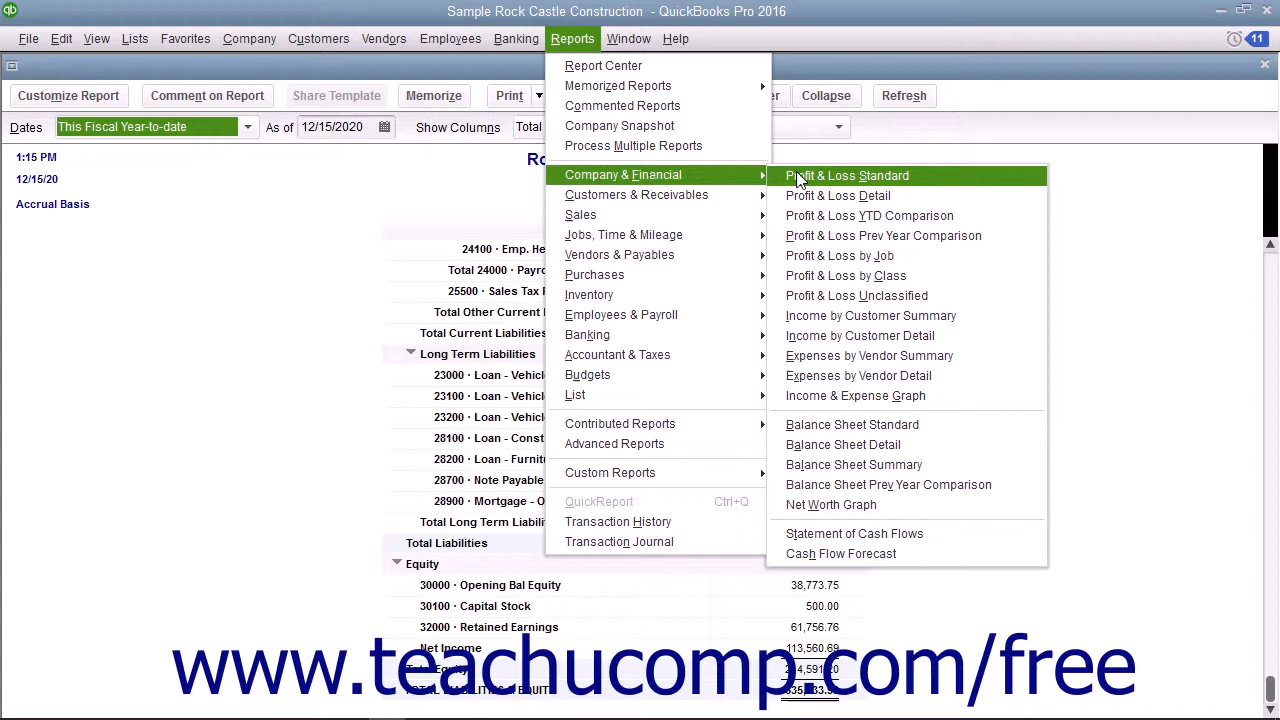 Sample Rock Castle Construction - QuickBooks Pro 2016
File Edit View Lists Favorites Company Customers Vendors Employees Banking Reports Window Help 11
Customize Report Comment on Report Share Template Memorize Print Collapse Refresh
Dates This Fiscal Year-to-date As of 12/15/2020 Show Columns Total
1:15 PM
12/15/20
Accrual Basis
Report Center
Memorized Reports
Commented Reports
Company Snapshot
Process Multiple Reports
Company & Financial
Customers & Receivables
Sales
Jobs, Time & Mileage
Vendors & Payables
Purchases
Inventory
Employees & Payroll
Banking
Accountant & Taxes
Budgets
List
Contributed Reports
Advanced Reports
Custom Reports
QuickReport Ctrl+Q
Transaction History
Transaction Journal
Profit & Loss Standard
Profit & Loss Detail
Profit & Loss YTD Comparison
Profit & Loss Prev Year Comparison
Profit & Loss by Job
Profit & Loss by Class
Profit & Loss Unclassified
Income by Customer Summary
Income by Customer Detail
Expenses by Vendor Summary
Expenses by Vendor Detail
Income & Expense Graph
Balance Sheet Standard
Balance Sheet Detail
Balance Sheet Summary
Balance Sheet Prev Year Comparison
Net Worth Graph
Statement of Cash Flows
Cash Flow Forecast
24100 · Emp. He
Total 24000 · Payro
25500 · Sales Tax
Total Other Current
Total Current Liabilities
Long Term Liabilities
23000 · Loan - Vehic
23100 · Loan - Vehic
23200 · Loan - Vehic
28100 · Loan - Const
28200 · Loan - Furnit
28700 · Note Payable
28900 · Mortgage - O
Total Long Term Liabili
Total Liabilities
Equity
30000 · Opening Bal Equity 38,773.75
30100 · Capital Stock 500.00
32000 · Retained Earnings 61,756.76
Net Income 113,560.69
www.teachucomp.com/free